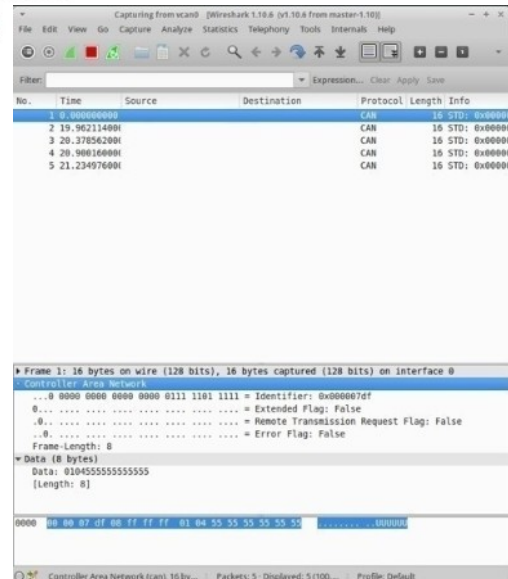 Capturing from vcan0 [Wireshark 1.10.6 (v1.10.6 from master-1.10)]
File Edit View Go Capture Analyze Statistics Telephony Tools Internals Help
Filter: Expression... Clear Apply Save
No. Time Source Destination Protocol Length Info
1 0.000000000 CAN 16 STD: 0x0000
2 19.96211400 CAN 16 STD: 0x0000
3 20.37856200 CAN 16 STD: 0x0000
4 20.90016000 CAN 16 STD: 0x0000
5 21.23497600 CAN 16 STD: 0x0000
Frame 1: 16 bytes on wire (128 bits), 16 bytes captured (128 bits) on interface 0
Controller Area Network
...0 0000 0000 0000 0000 0111 1101 1111 = Identifier: 0x000007df
0... .... .... .... .... .... .... .... = Extended Flag: False
.0.. .... .... .... .... .... .... .... = Remote Transmission Request Flag: False
..0. .... .... .... .... .... .... .... = Error Flag: False
Frame-Length: 8
Data (8 bytes)
Data: 0104555555555555
[Length: 8]
0000 00 00 07 df 08 ff ff ff 01 04 55 55 55 55 55 55 ........ ..UUUUUU
Controller Area Network (can), 16 by... Packets: 5 · Displayed: 5 (100.... Profile: Default